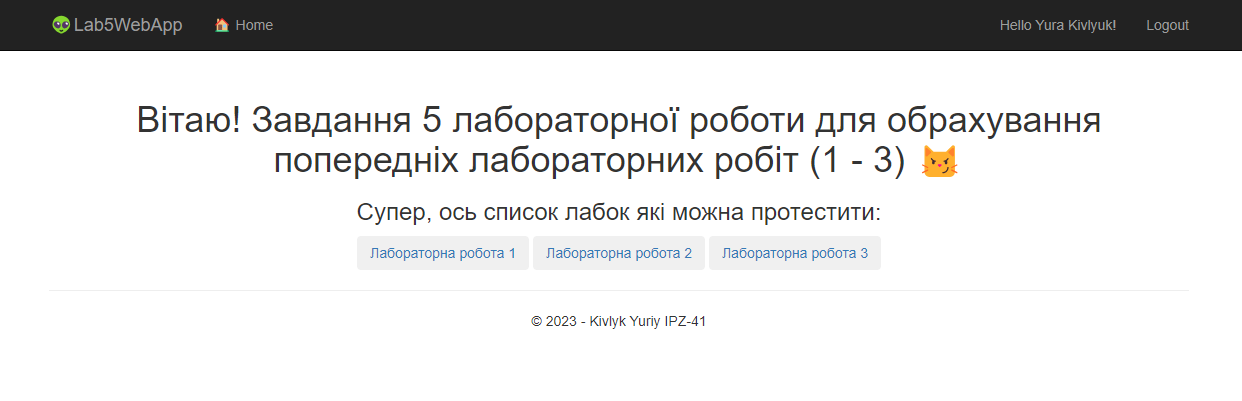 Lab5WebApp Home Hello Yura Kivlyuk! Logout
Вітаю! Завдання 5 лабораторної роботи для обрахування
попередніх лабораторних робіт (1 - 3)
Супер, ось список лабок які можна протестити:
Лабораторна робота 1 Лабораторна робота 2 Лабораторна робота 3
© 2023 - Kivlyk Yuriy IPZ-41